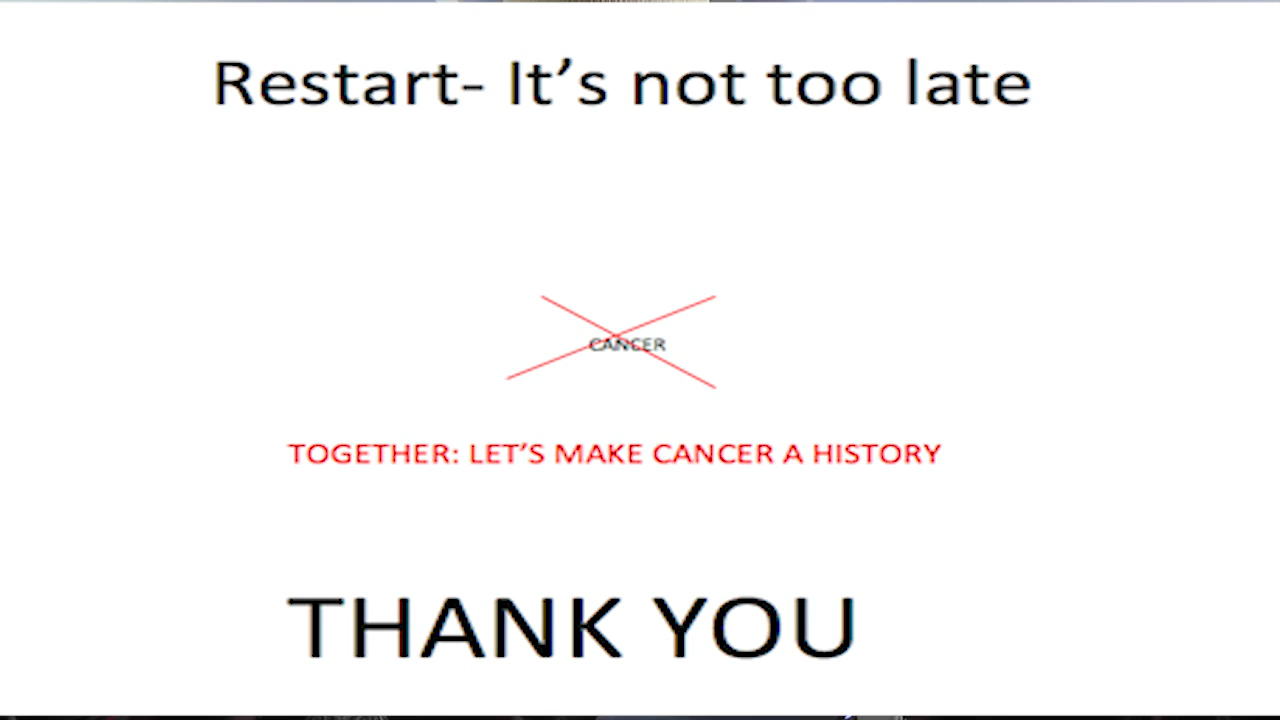 Restart- It’s not too late
CANCER
TOGETHER: LET’S MAKE CANCER A HISTORY
THANK YOU